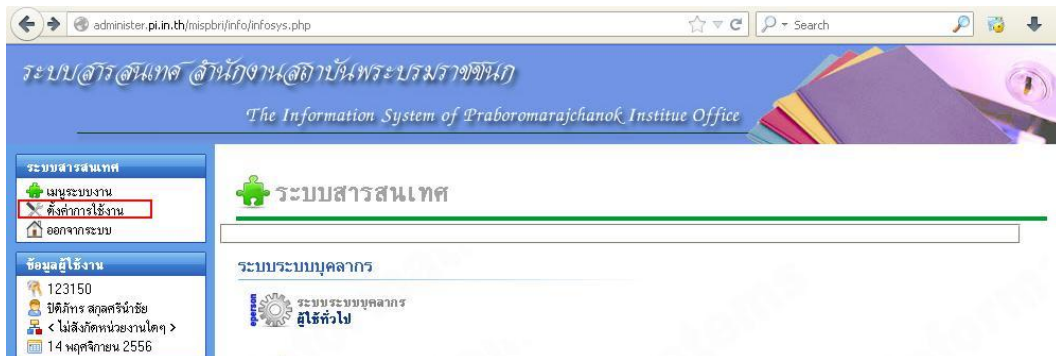 administer.pi.in.th/mispbri/info/infosys.php
Search
ระบบสารสนเทศ สำนักงานสถาบันพระบรมราชชนก
The Information System of Praboromarajchanok Institue Office
ระบบสารสนเทศ
เมนูระบบงาน
ตั้งค่าการใช้งาน
ออกจากระบบ
ข้อมูลผู้ใช้งาน
123150
ปิติภัทร สกุลศรีนำชัย
< ไม่สังกัดหน่วยงานใดๆ >
14 พฤศจิกายน 2556
ระบบสารสนเทศ
ระบบระบบบุคลากร
eperson
ระบบระบบบุคลากร
ผู้ใช้ทั่วไป